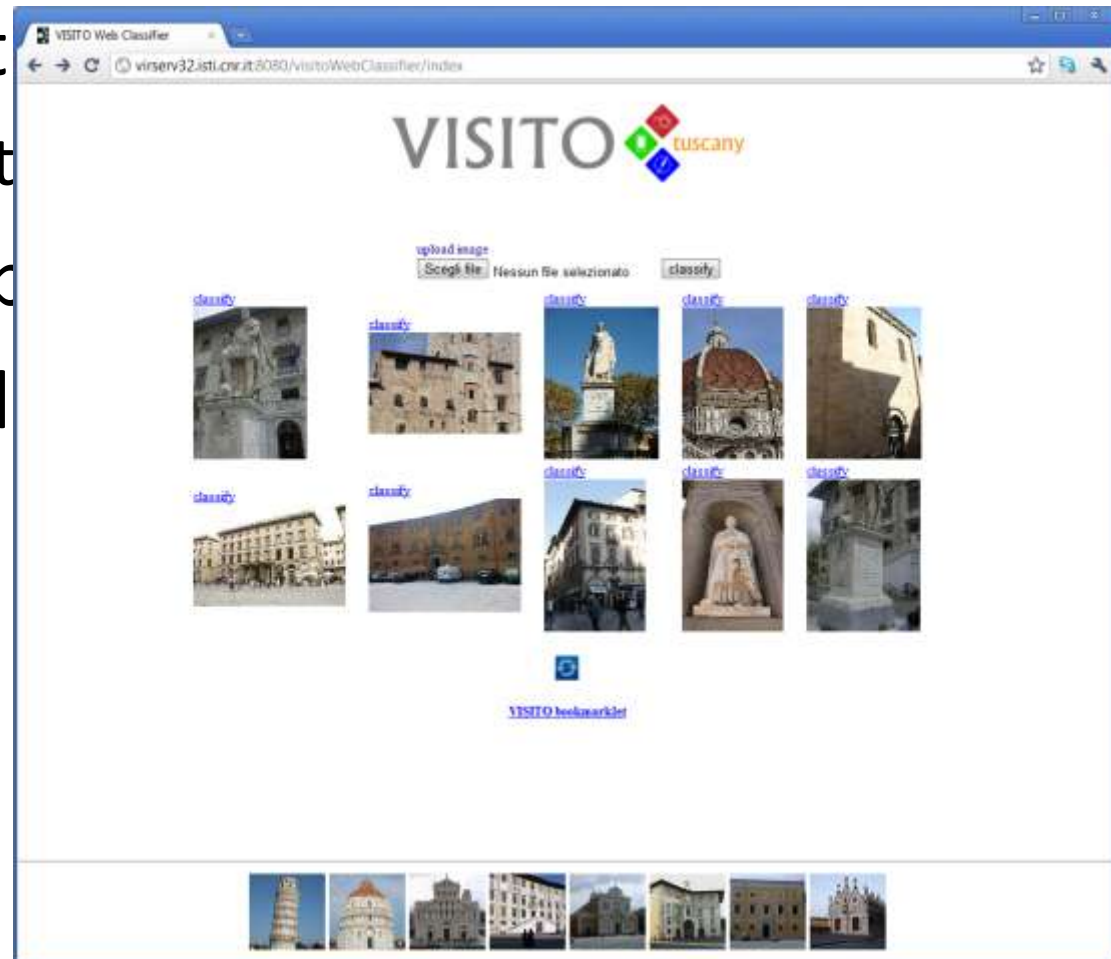 VISITO Web Classifier
virserv32.isti.cnr.it:8080/visitoWebClassifier/index
VISITO tuscany
upload image
Scegli file Nessun file selezionato classify
classify classify classify classify classify
classify classify classify classify classify
VISITO bookmarklet